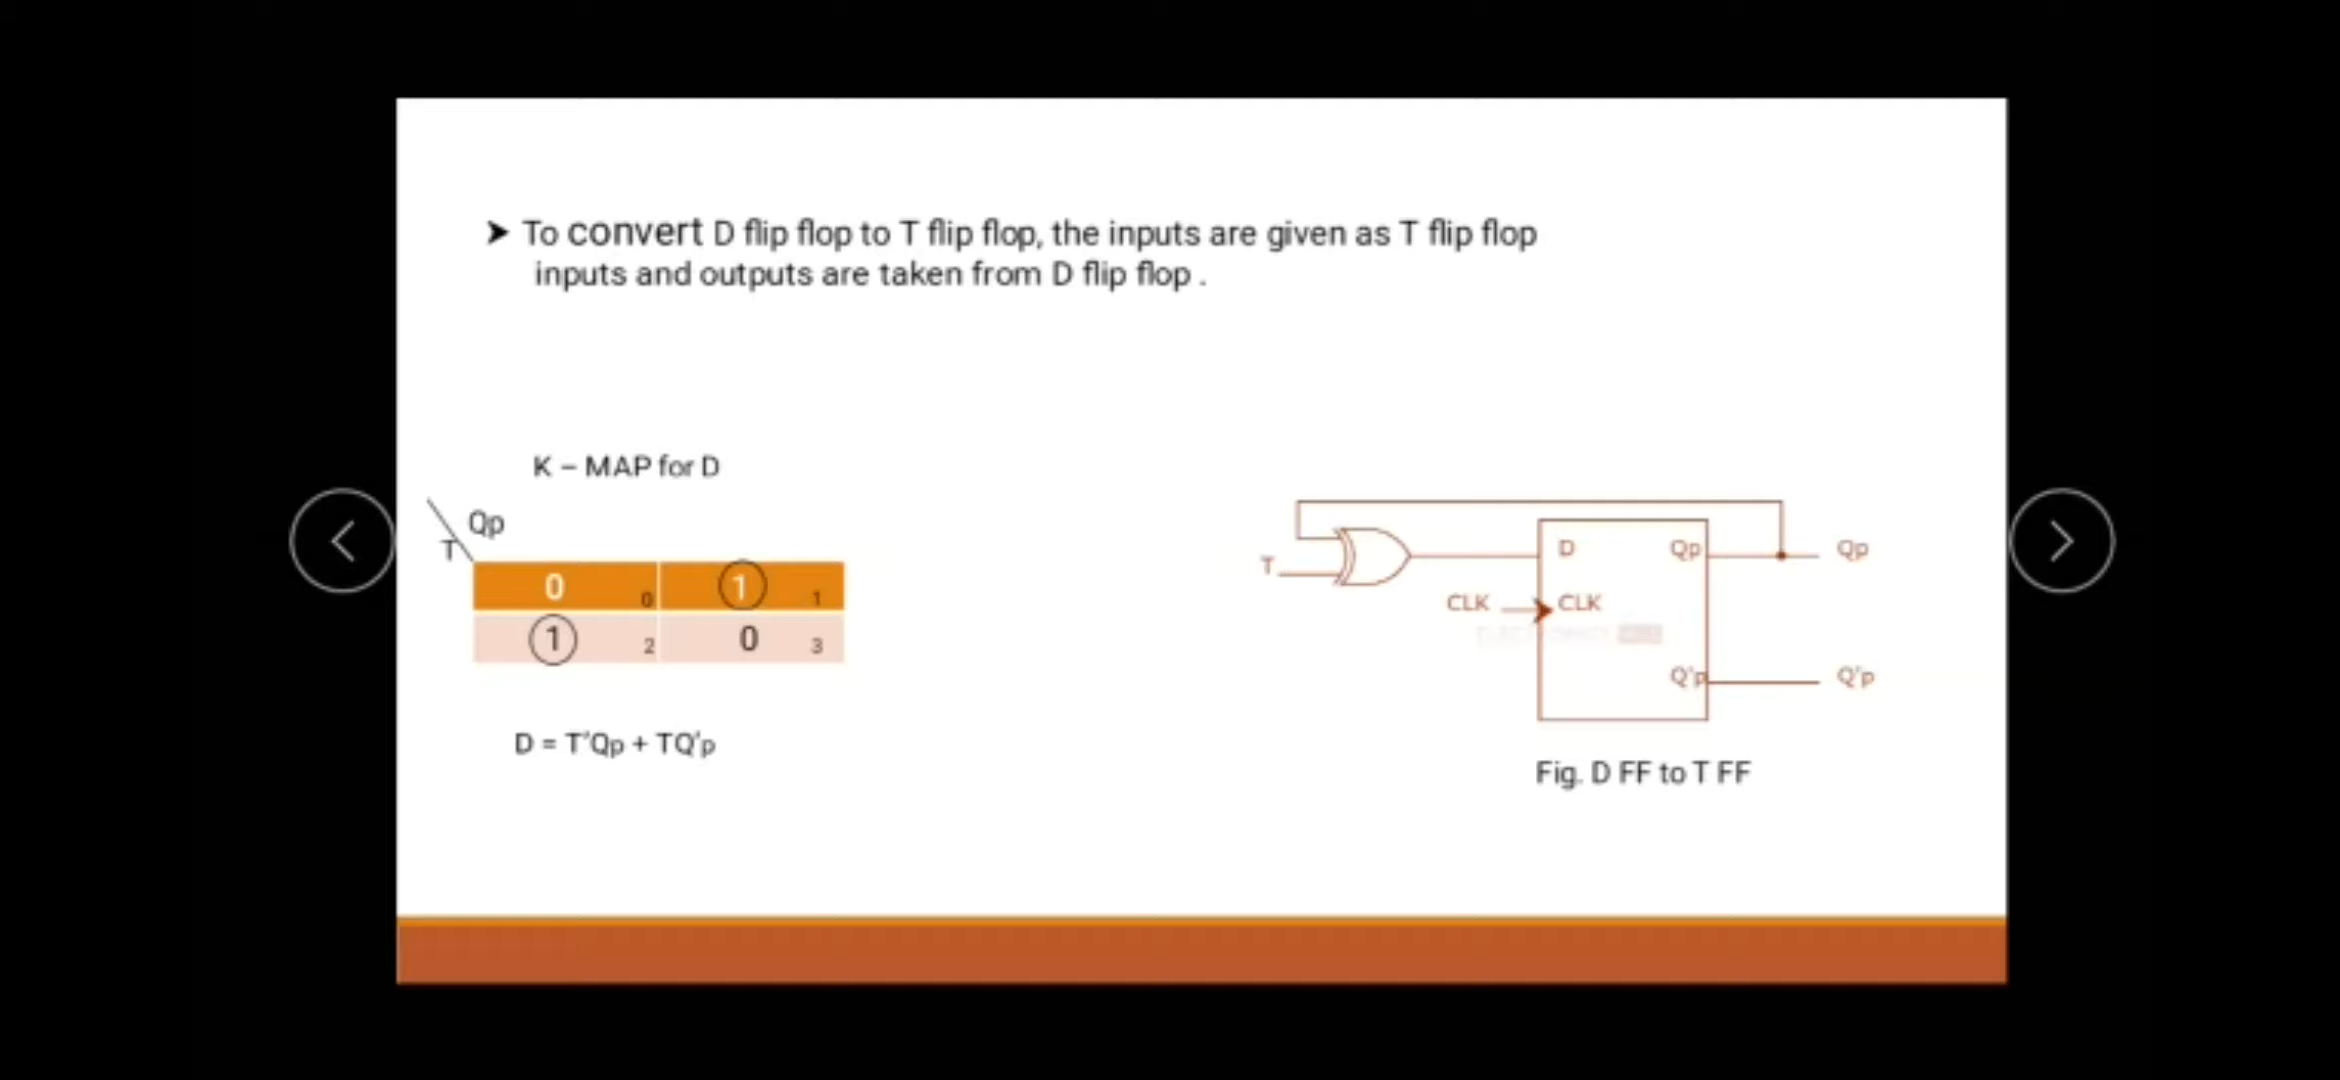 ➤ To convert D flip flop to T flip flop, the inputs are given as T flip flop
inputs and outputs are taken from D flip flop .
K – MAP for D
Qp
T
0 0 1 1
1 2 0 3
D = T'Qp + TQ'p
T
D Qp Qp
CLK CLK
Q'p Q'p
Fig. D FF to T FF